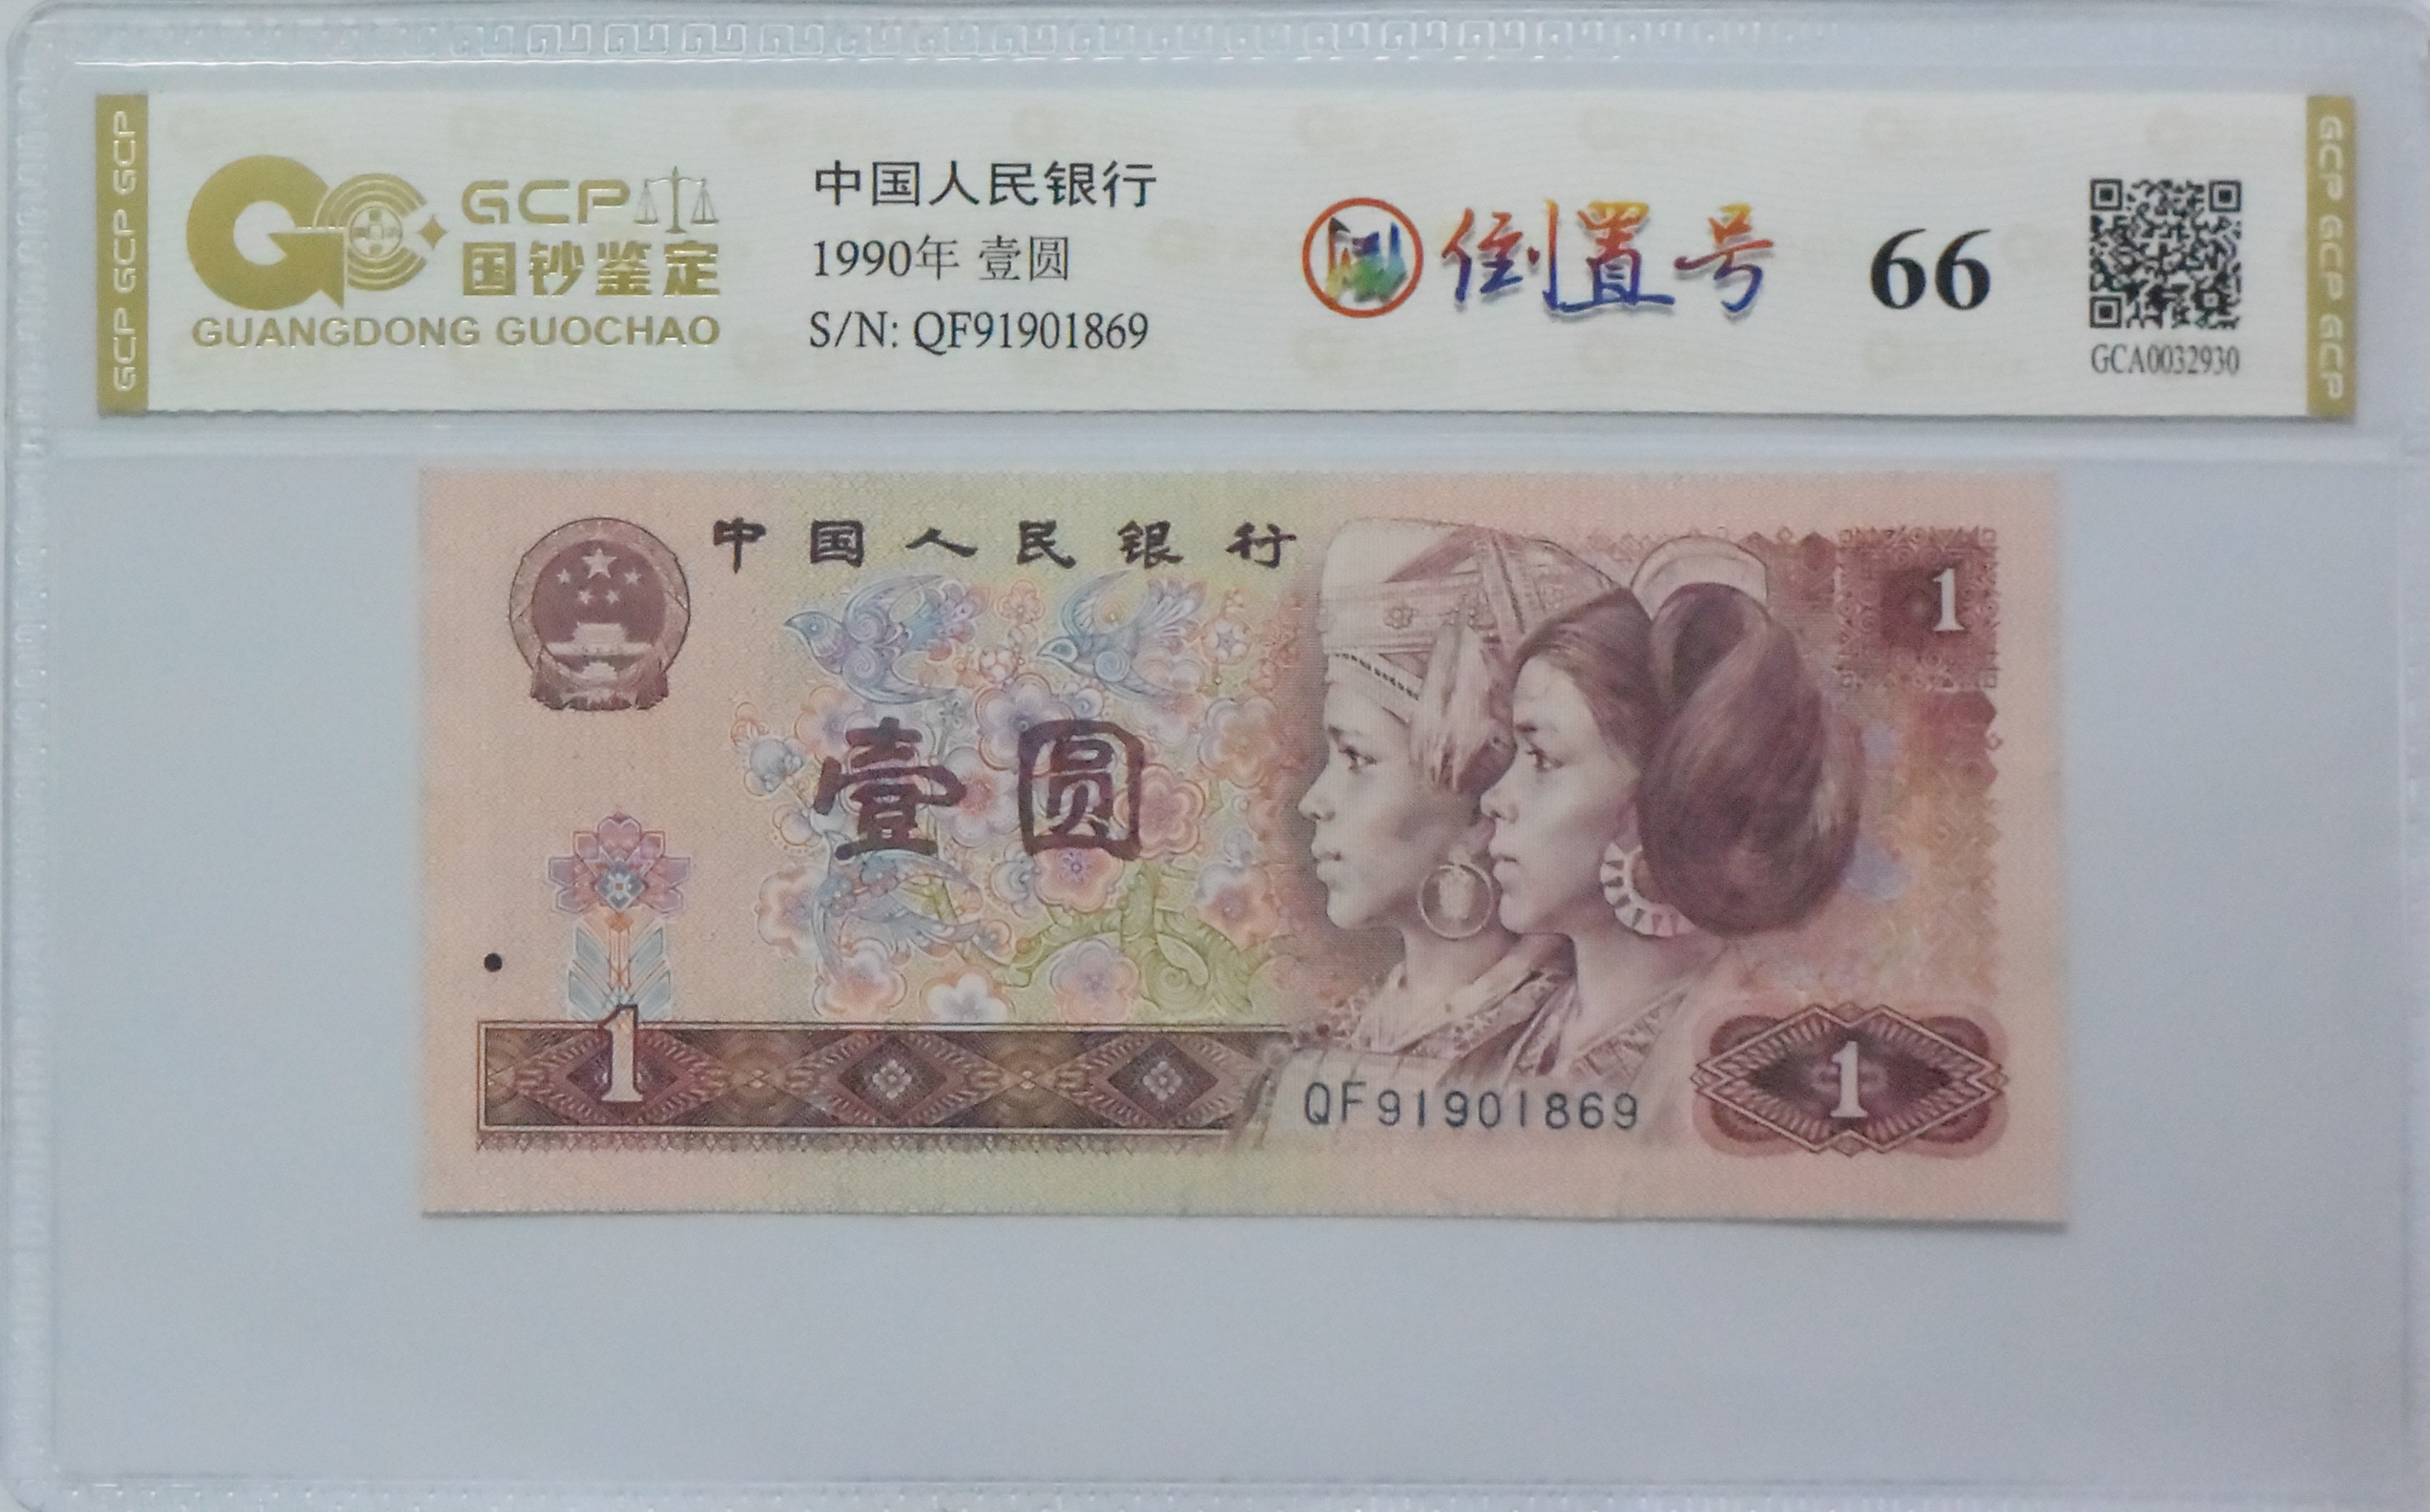 GCP GCP GCP
GCP
国钞鉴定
GUANGDONG GUOCHAO
中国人民银行
1990年 壹圆
S/N: QF91901869
倒置号
66
GCA0032930
GCP GCP GCP
中国人民银行
1
壹圆
1
QF91901869
1